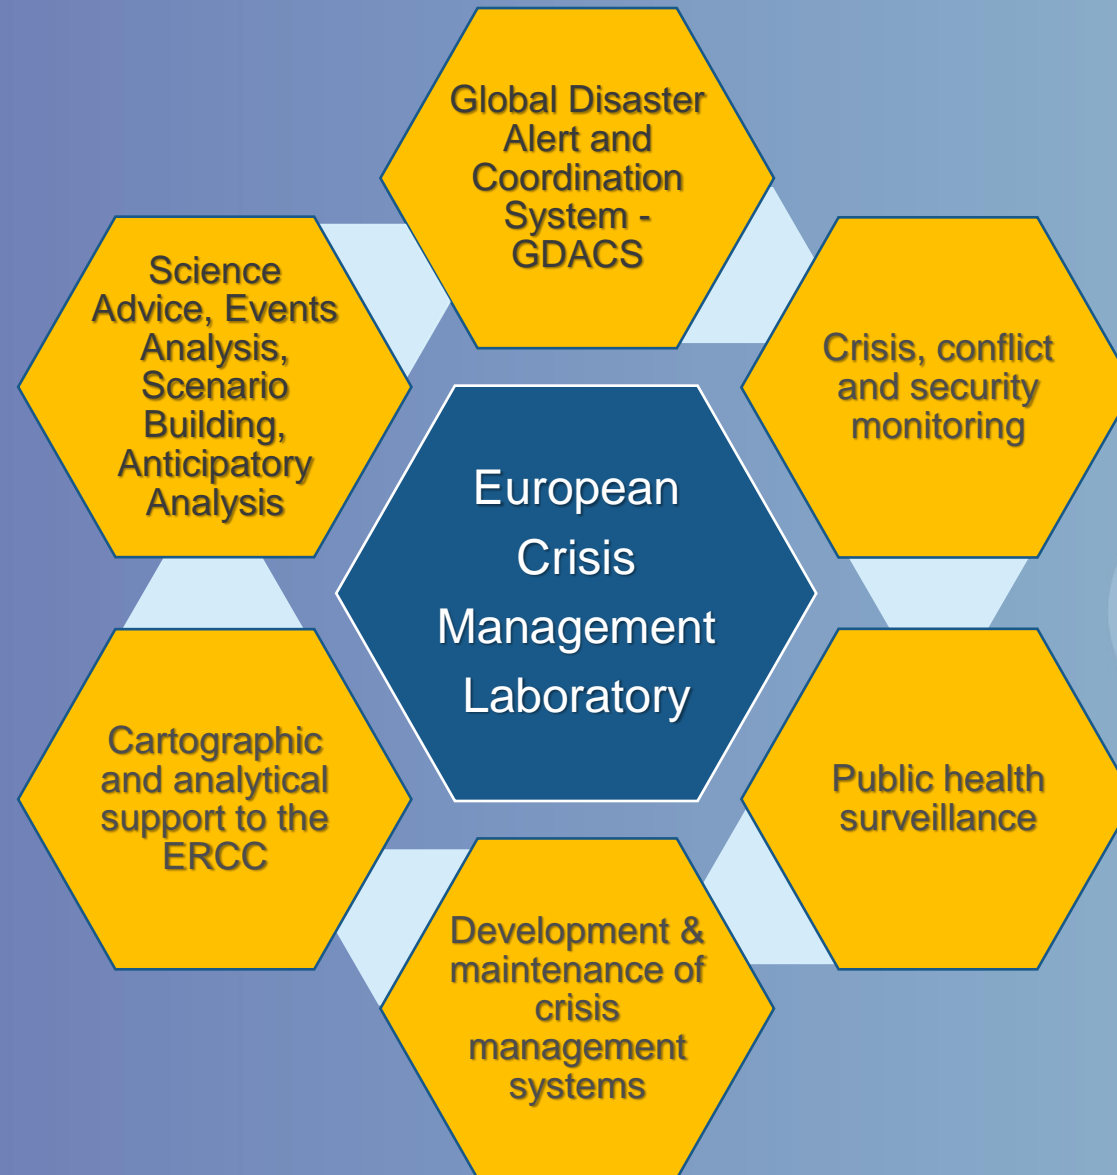 Global Disaster
Alert and
Coordination
System -
GDACS
Science
Advice, Events
Analysis,
Scenario
Building,
Anticipatory
Analysis
Crisis, conflict
and security
monitoring
European
Crisis
Management
Laboratory
Cartographic
and analytical
support to the
ERCC
Public health
surveillance
Development &
maintenance of
crisis
management
systems